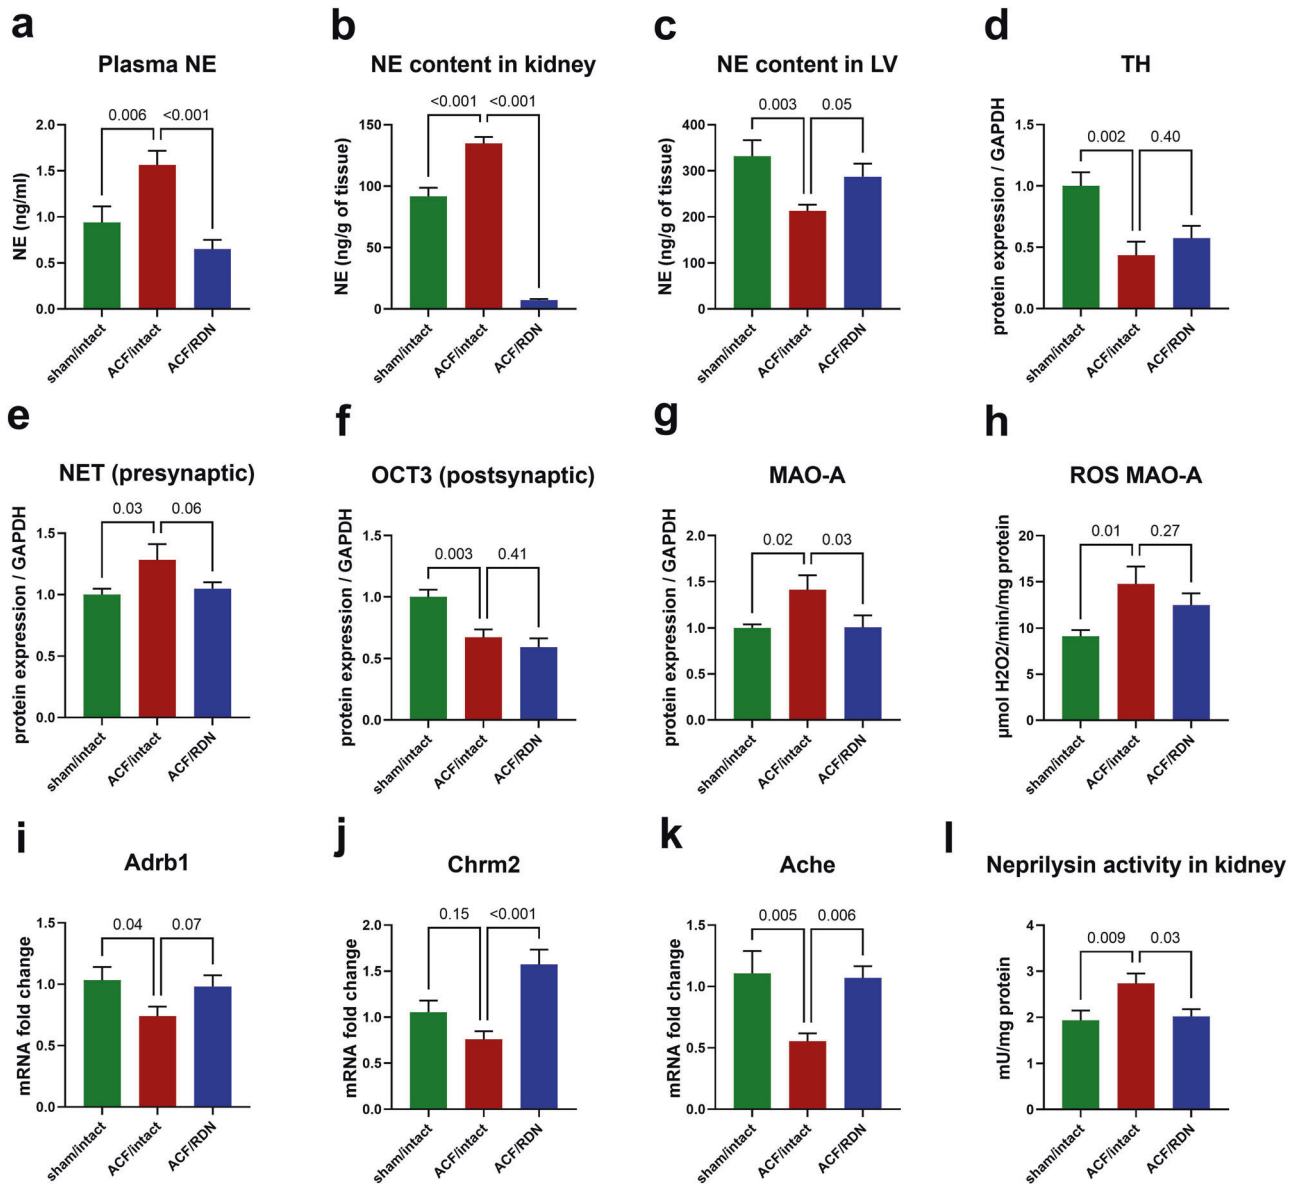 a
Plasma NE
0.006
<0.001
NE (ng/ml)
2.0
1.5
1.0
0.5
0.0
sham/intact
ACF/intact
ACF/RDN
b
NE content in kidney
<0.001
<0.001
NE (ng/g of tissue)
150
100
50
0
sham/intact
ACF/intact
ACF/RDN
c
NE content in LV
0.003
0.05
NE (ng/g of tissue)
400
300
200
100
0
sham/intact
ACF/intact
ACF/RDN
d
TH
0.002
0.40
protein expression / GAPDH
1.5
1.0
0.5
0.0
sham/intact
ACF/intact
ACF/RDN
e
NET (presynaptic)
0.03
0.06
protein expression / GAPDH
1.5
1.0
0.5
0.0
sham/intact
ACF/intact
ACF/RDN
f
OCT3 (postsynaptic)
0.003
0.41
protein expression / GAPDH
1.5
1.0
0.5
0.0
sham/intact
ACF/intact
ACF/RDN
g
MAO-A
0.02
0.03
protein expression / GAPDH
2.0
1.5
1.0
0.5
0.0
sham/intact
ACF/intact
ACF/RDN
h
ROS MAO-A
0.01
0.27
µmol H2O2/min/mg protein
20
15
10
5
0
sham/intact
ACF/intact
ACF/RDN
i
Adrb1
0.04
0.07
mRNA fold change
1.5
1.0
0.5
0.0
sham/intact
ACF/intact
ACF/RDN
j
Chrm2
0.15
<0.001
mRNA fold change
2.0
1.5
1.0
0.5
0.0
sham/intact
ACF/intact
ACF/RDN
k
Ache
0.005
0.006
mRNA fold change
1.5
1.0
0.5
0.0
sham/intact
ACF/intact
ACF/RDN
l
Neprilysin activity in kidney
0.009
0.03
mU/mg protein
4
3
2
1
0
sham/intact
ACF/intact
ACF/RDN